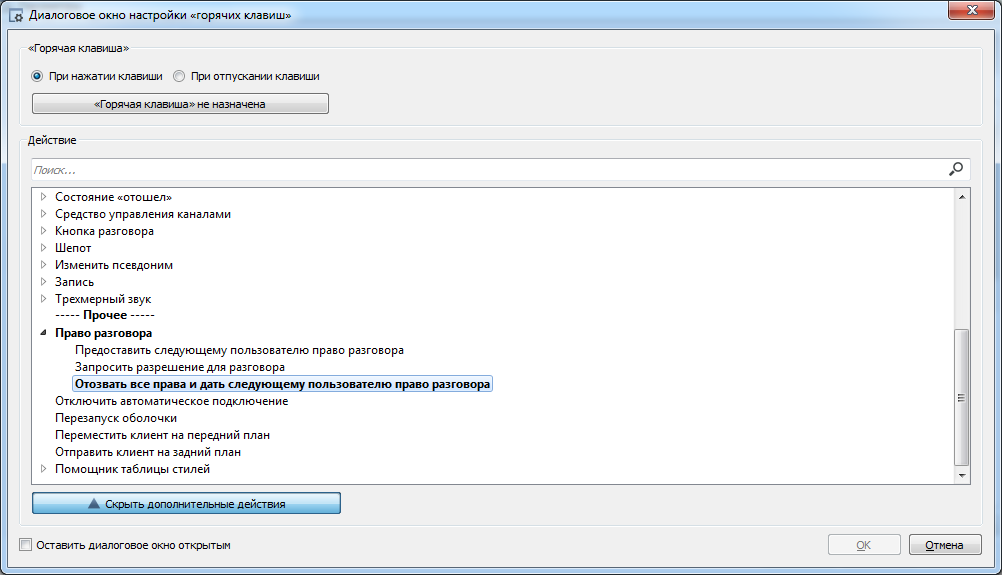 Диалоговое окно настройки «горячих клавиш»
«Горячая клавиша»
При нажатии клавиши При отпускании клавиши
«Горячая клавиша» не назначена
Действие
Поиск...
Состояние «отошел»
Средство управления каналами
Кнопка разговора
Шепот
Изменить псевдоним
Запись
Трехмерный звук
----- Прочее -----
Право разговора
Предоставить следующему пользователю право разговора
Запросить разрешение для разговора
Отозвать все права и дать следующему пользователю право разговора
Отключить автоматическое подключение
Перезапуск оболочки
Переместить клиент на передний план
Отправить клиент на задний план
Помощник таблицы стилей
Скрыть дополнительные действия
Оставить диалоговое окно открытым OK Отмена